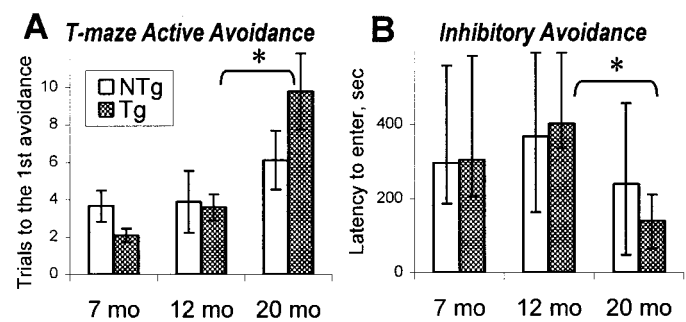 A T-maze Active Avoidance
Trials to the 1st avoidance
10
8
6
4
2
0
NTg
Tg
*
7 mo 12 mo 20 mo
B Inhibitory Avoidance
Latency to enter, sec
400
200
0
*
7 mo 12 mo 20 mo